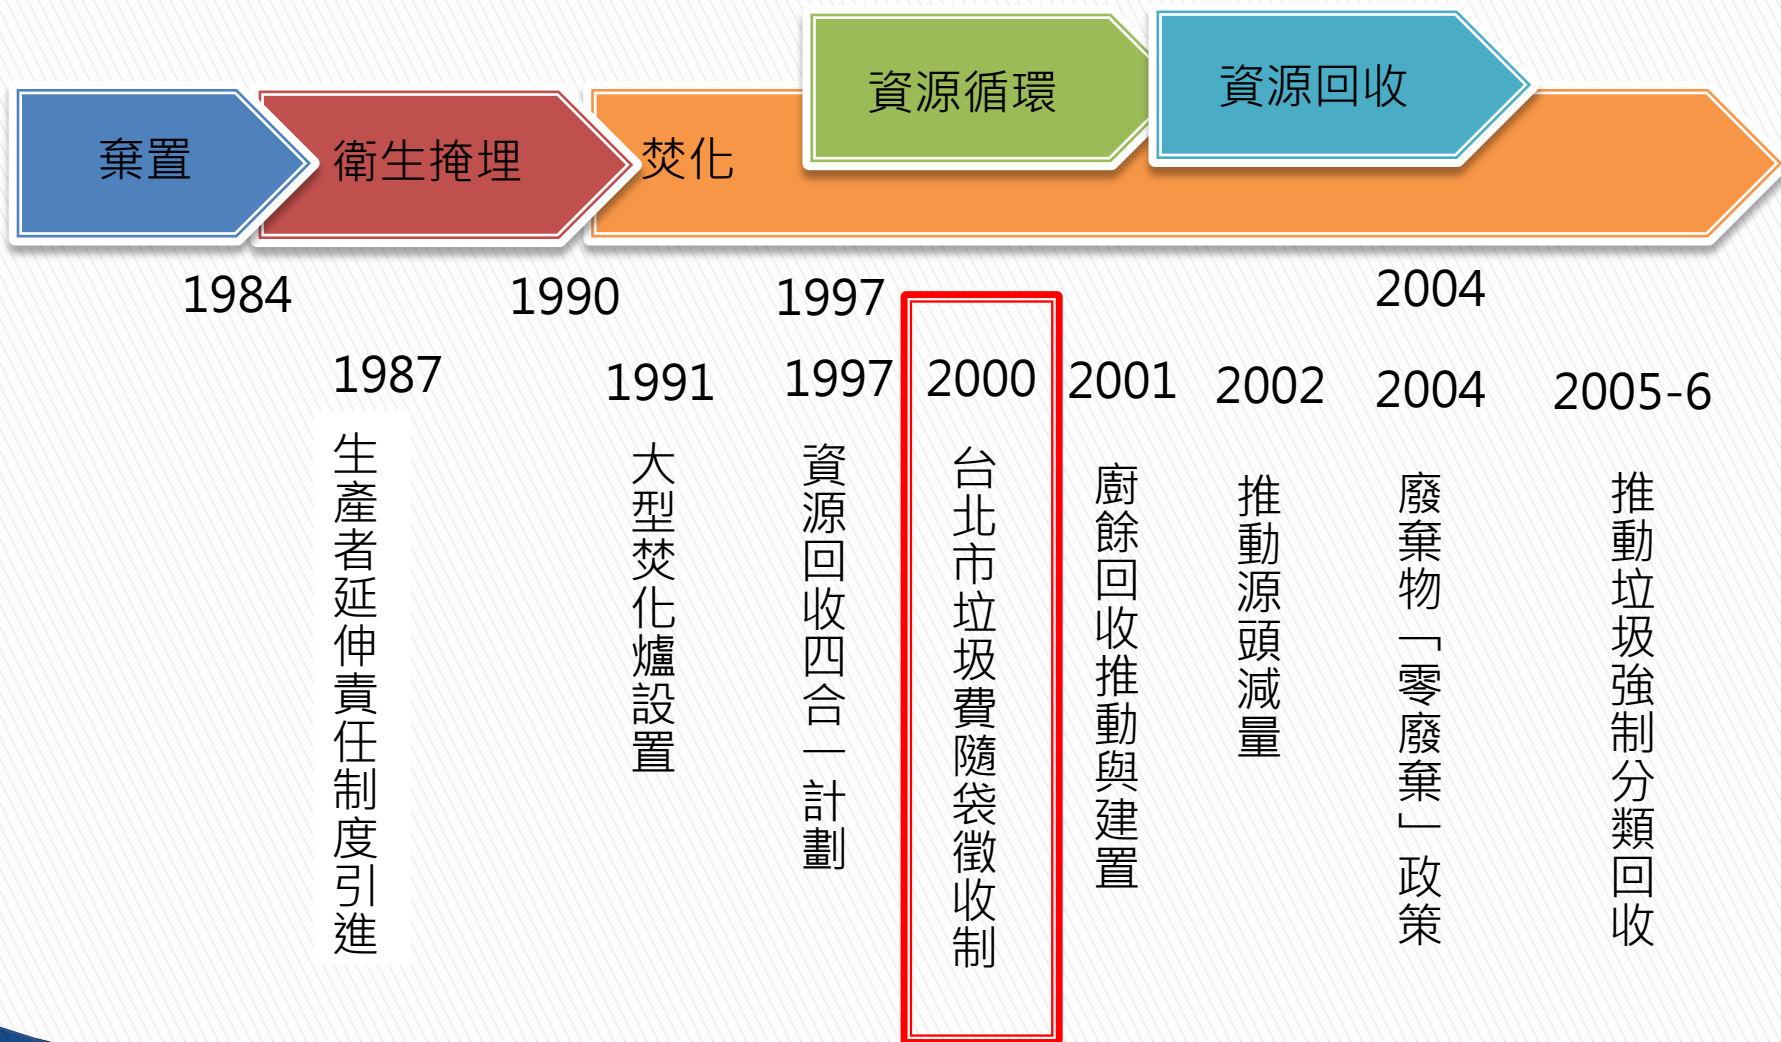 資源循環
資源回收
棄置
衛生掩埋
焚化
1984
1990
1997
2004
1987
生產者延伸責任制度引進
1991
大型焚化爐設置
1997
資源回收四合一計劃
2000
台北市垃圾費隨袋徵收制
2001
廚餘回收推動與建置
2002
推動源頭減量
2004
廢棄物「零廢棄」政策
2005-6
推動垃圾強制分類回收